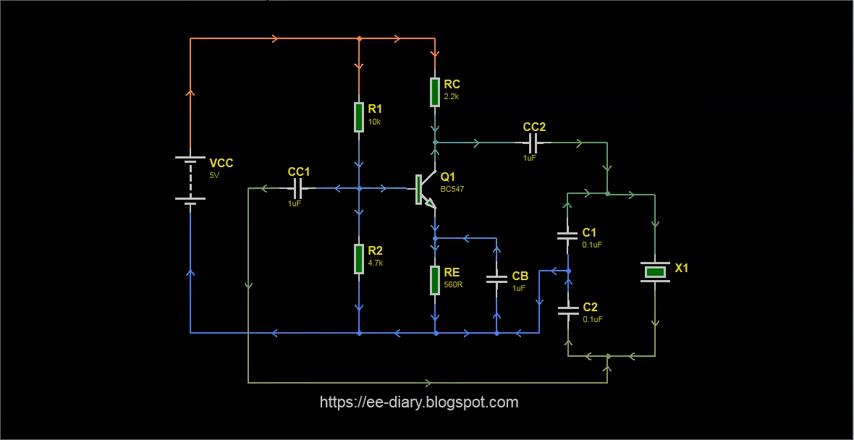 RC
2.2k
R1
10k
CC2
1uF
VCC
5V
CC1
1uF
Q1
BC547
C1
0.1uF
R2
4.7k
RE
560R
CB
1uF
X1
C2
0.1uF
https://ee-diary.blogspot.com